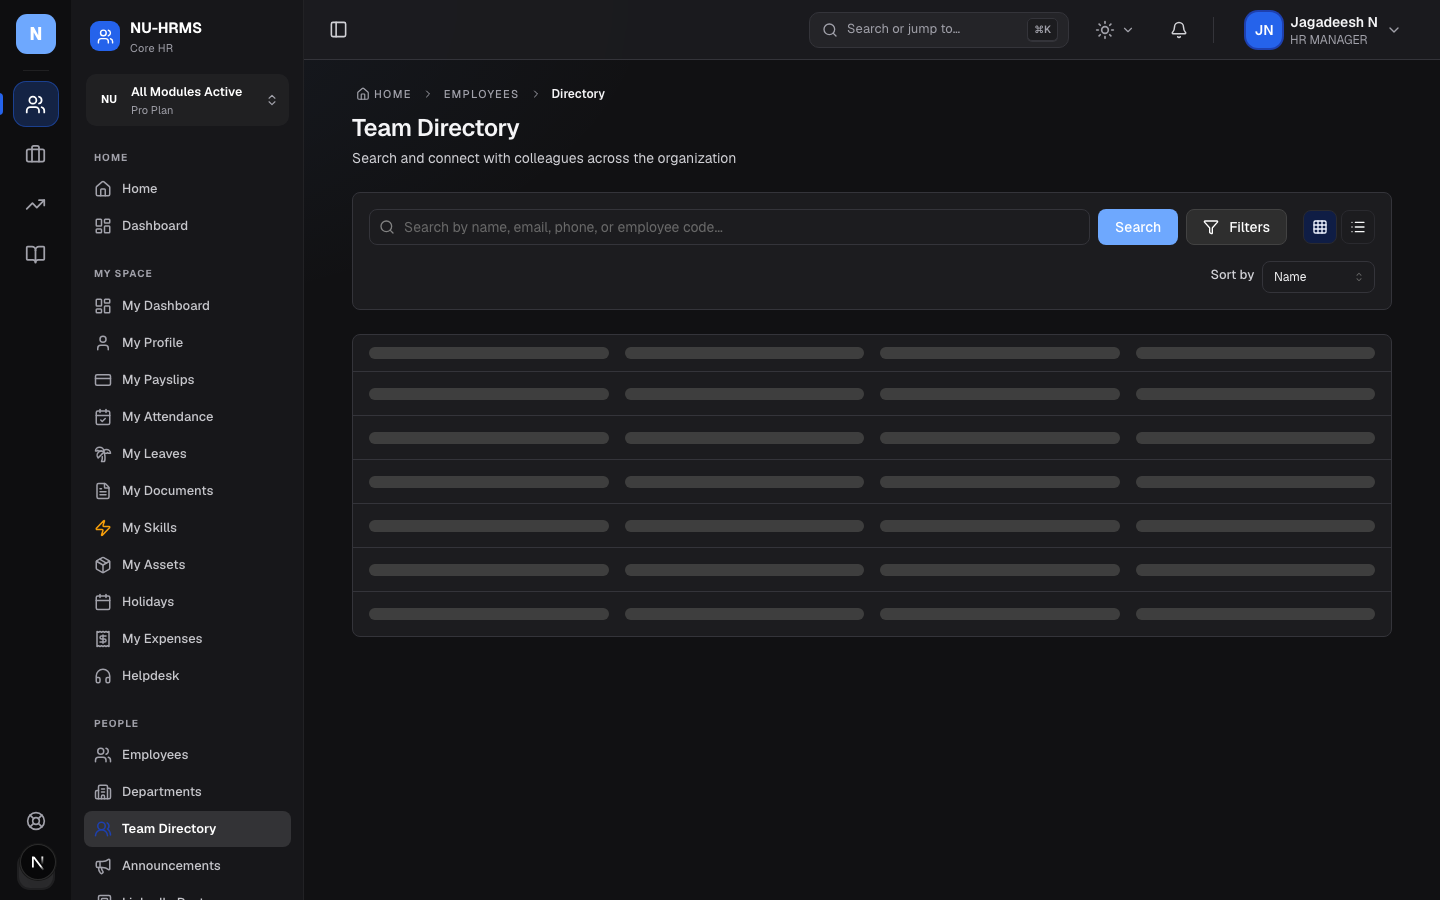 N
NU-HRMS
Core HR
NU
All Modules Active
Pro Plan
HOME
Home
Dashboard
MY SPACE
My Dashboard
My Profile
My Payslips
My Attendance
My Leaves
My Documents
My Skills
My Assets
Holidays
My Expenses
Helpdesk
PEOPLE
Employees
Departments
Team Directory
Announcements
N
Search or jump to...
⌘K
JN
Jagadeesh N
HR MANAGER
HOME
EMPLOYEES
Directory
Team Directory
Search and connect with colleagues across the organization
Search by name, email, phone, or employee code...
Search
Filters
Sort by
Name